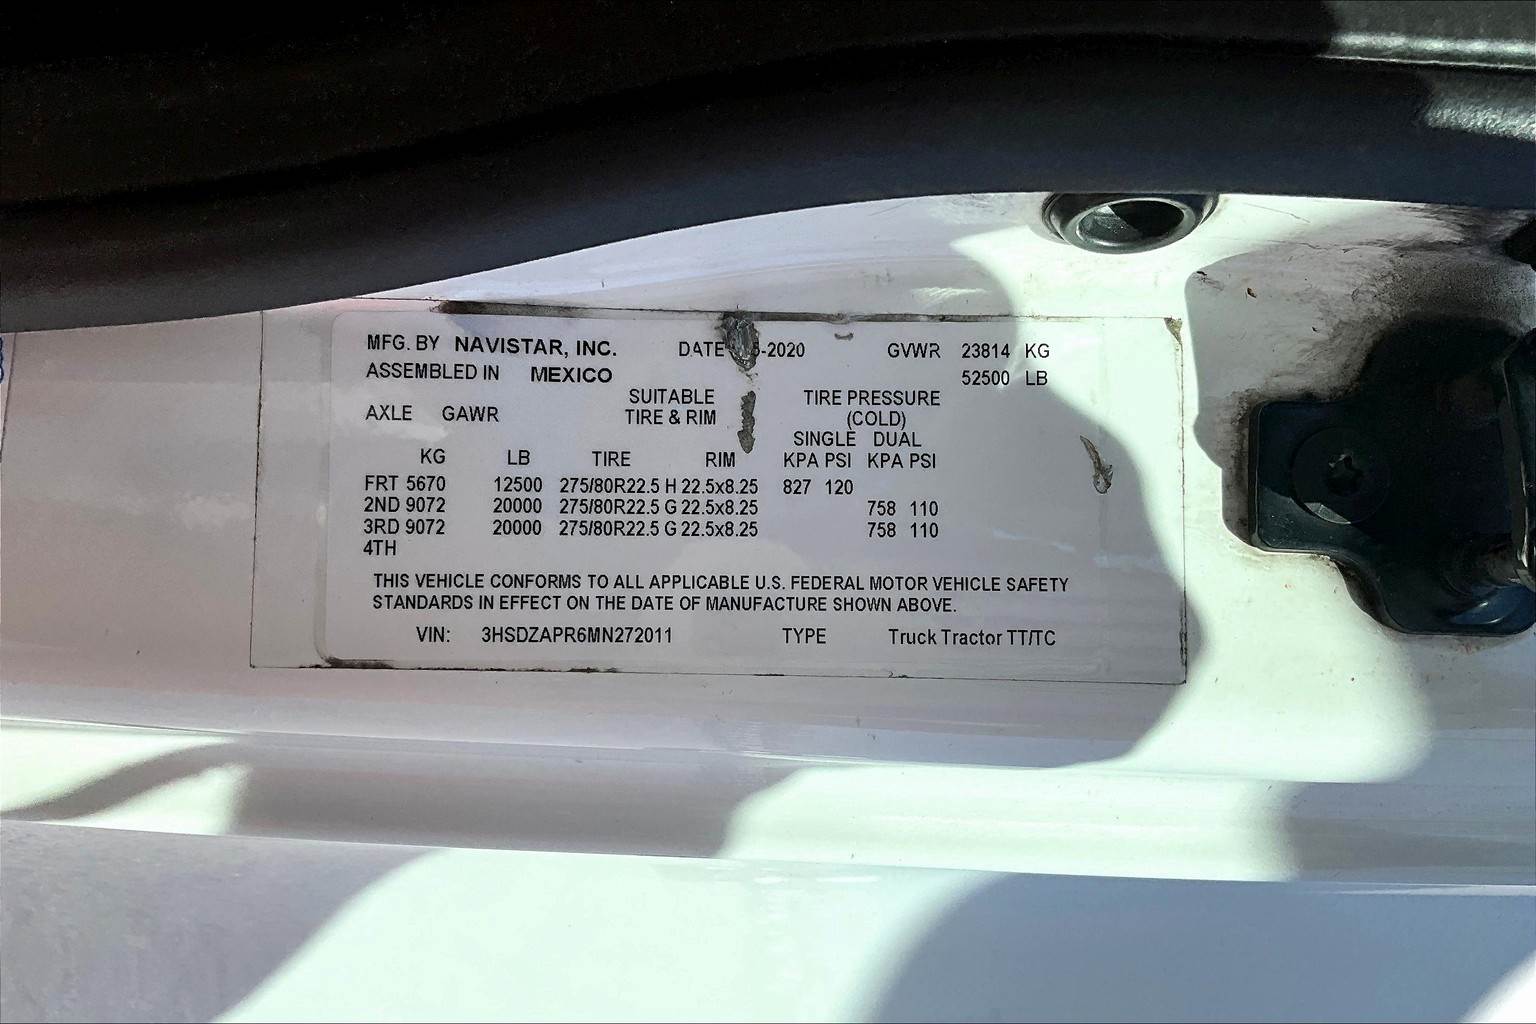 MFG. BY NAVISTAR, INC. DATE -2020 GVWR 23814 KG
ASSEMBLED IN MEXICO 52500 LB
SUITABLE TIRE PRESSURE
AXLE GAWR TIRE & RIM (COLD)
SINGLE DUAL
KG LB TIRE RIM KPA PSI KPA PSI
FRT 5670 12500 275/80R22.5 H 22.5x8.25 827 120
2ND 9072 20000 275/80R22.5 G 22.5x8.25 758 110
3RD 9072 20000 275/80R22.5 G 22.5x8.25 758 110
4TH
THIS VEHICLE CONFORMS TO ALL APPLICABLE U.S. FEDERAL MOTOR VEHICLE SAFETY
STANDARDS IN EFFECT ON THE DATE OF MANUFACTURE SHOWN ABOVE.
VIN: 3HSDZAPR6MN272011 TYPE Truck Tractor TT/TC